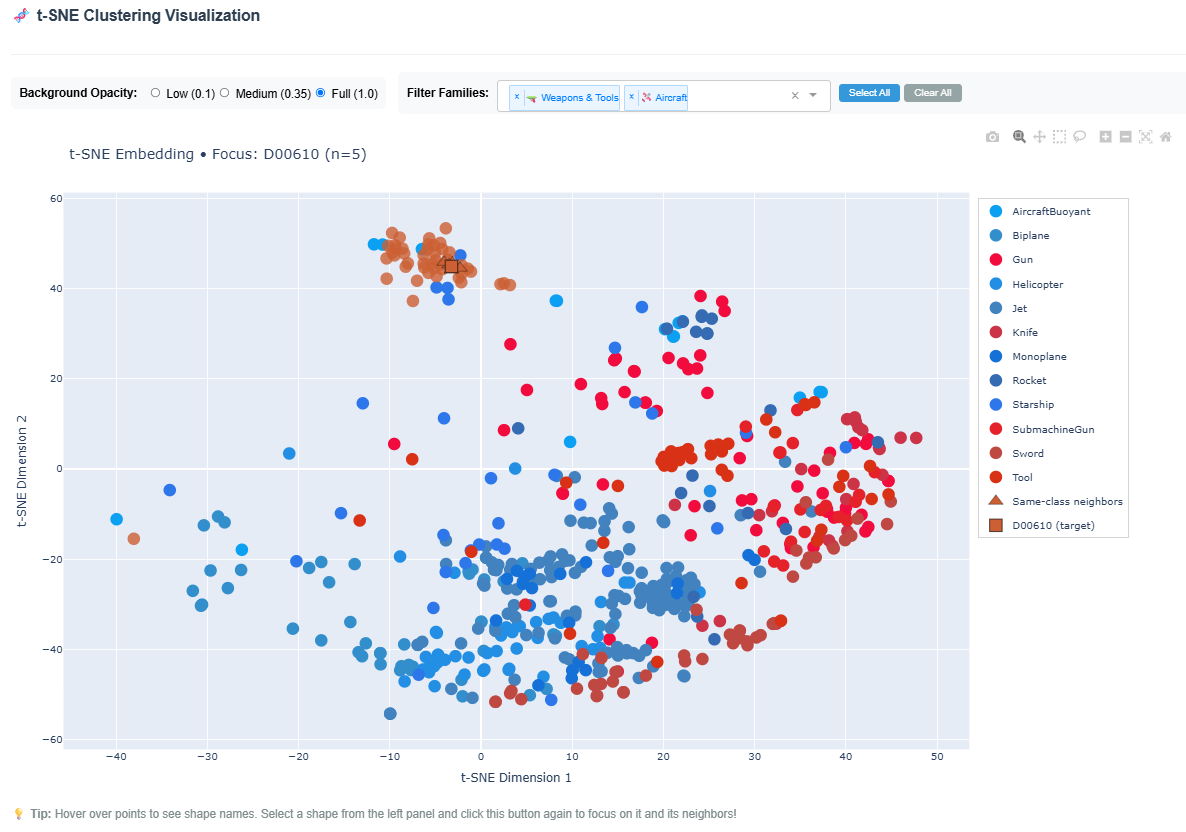 t-SNE Clustering Visualization
Background Opacity: Low (0.1) Medium (0.35) Full (1.0) Filter Families: × Weapons & Tools × Aircraft × Select All Clear All
t-SNE Embedding • Focus: D00610 (n=5)
60
40
20
0
−20
−40
−60
t-SNE Dimension 2
−40 −30 −20 −10 0 10 20 30 40 50
t-SNE Dimension 1
AircraftBuoyant
Biplane
Gun
Helicopter
Jet
Knife
Monoplane
Rocket
Starship
SubmachineGun
Sword
Tool
Same-class neighbors
D00610 (target)
Tip: Hover over points to see shape names. Select a shape from the left panel and click this button again to focus on it and its neighbors!